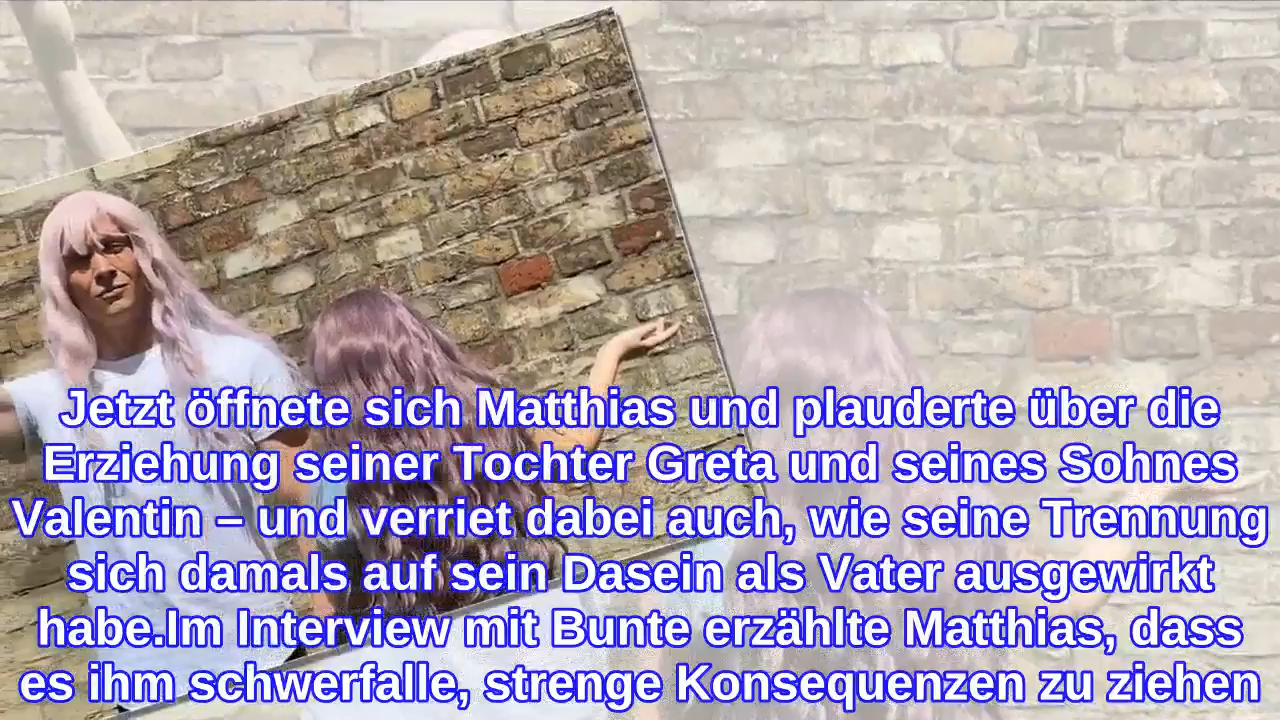 Jetzt öffnete sich Matthias und plauderte über die
Erziehung seiner Tochter Greta und seines Sohnes
Valentin – und verriet dabei auch, wie seine Trennung
sich damals auf sein Dasein als Vater ausgewirkt
habe.Im Interview mit Bunte erzählte Matthias, dass
es ihm schwerfalle, strenge Konsequenzen zu ziehen